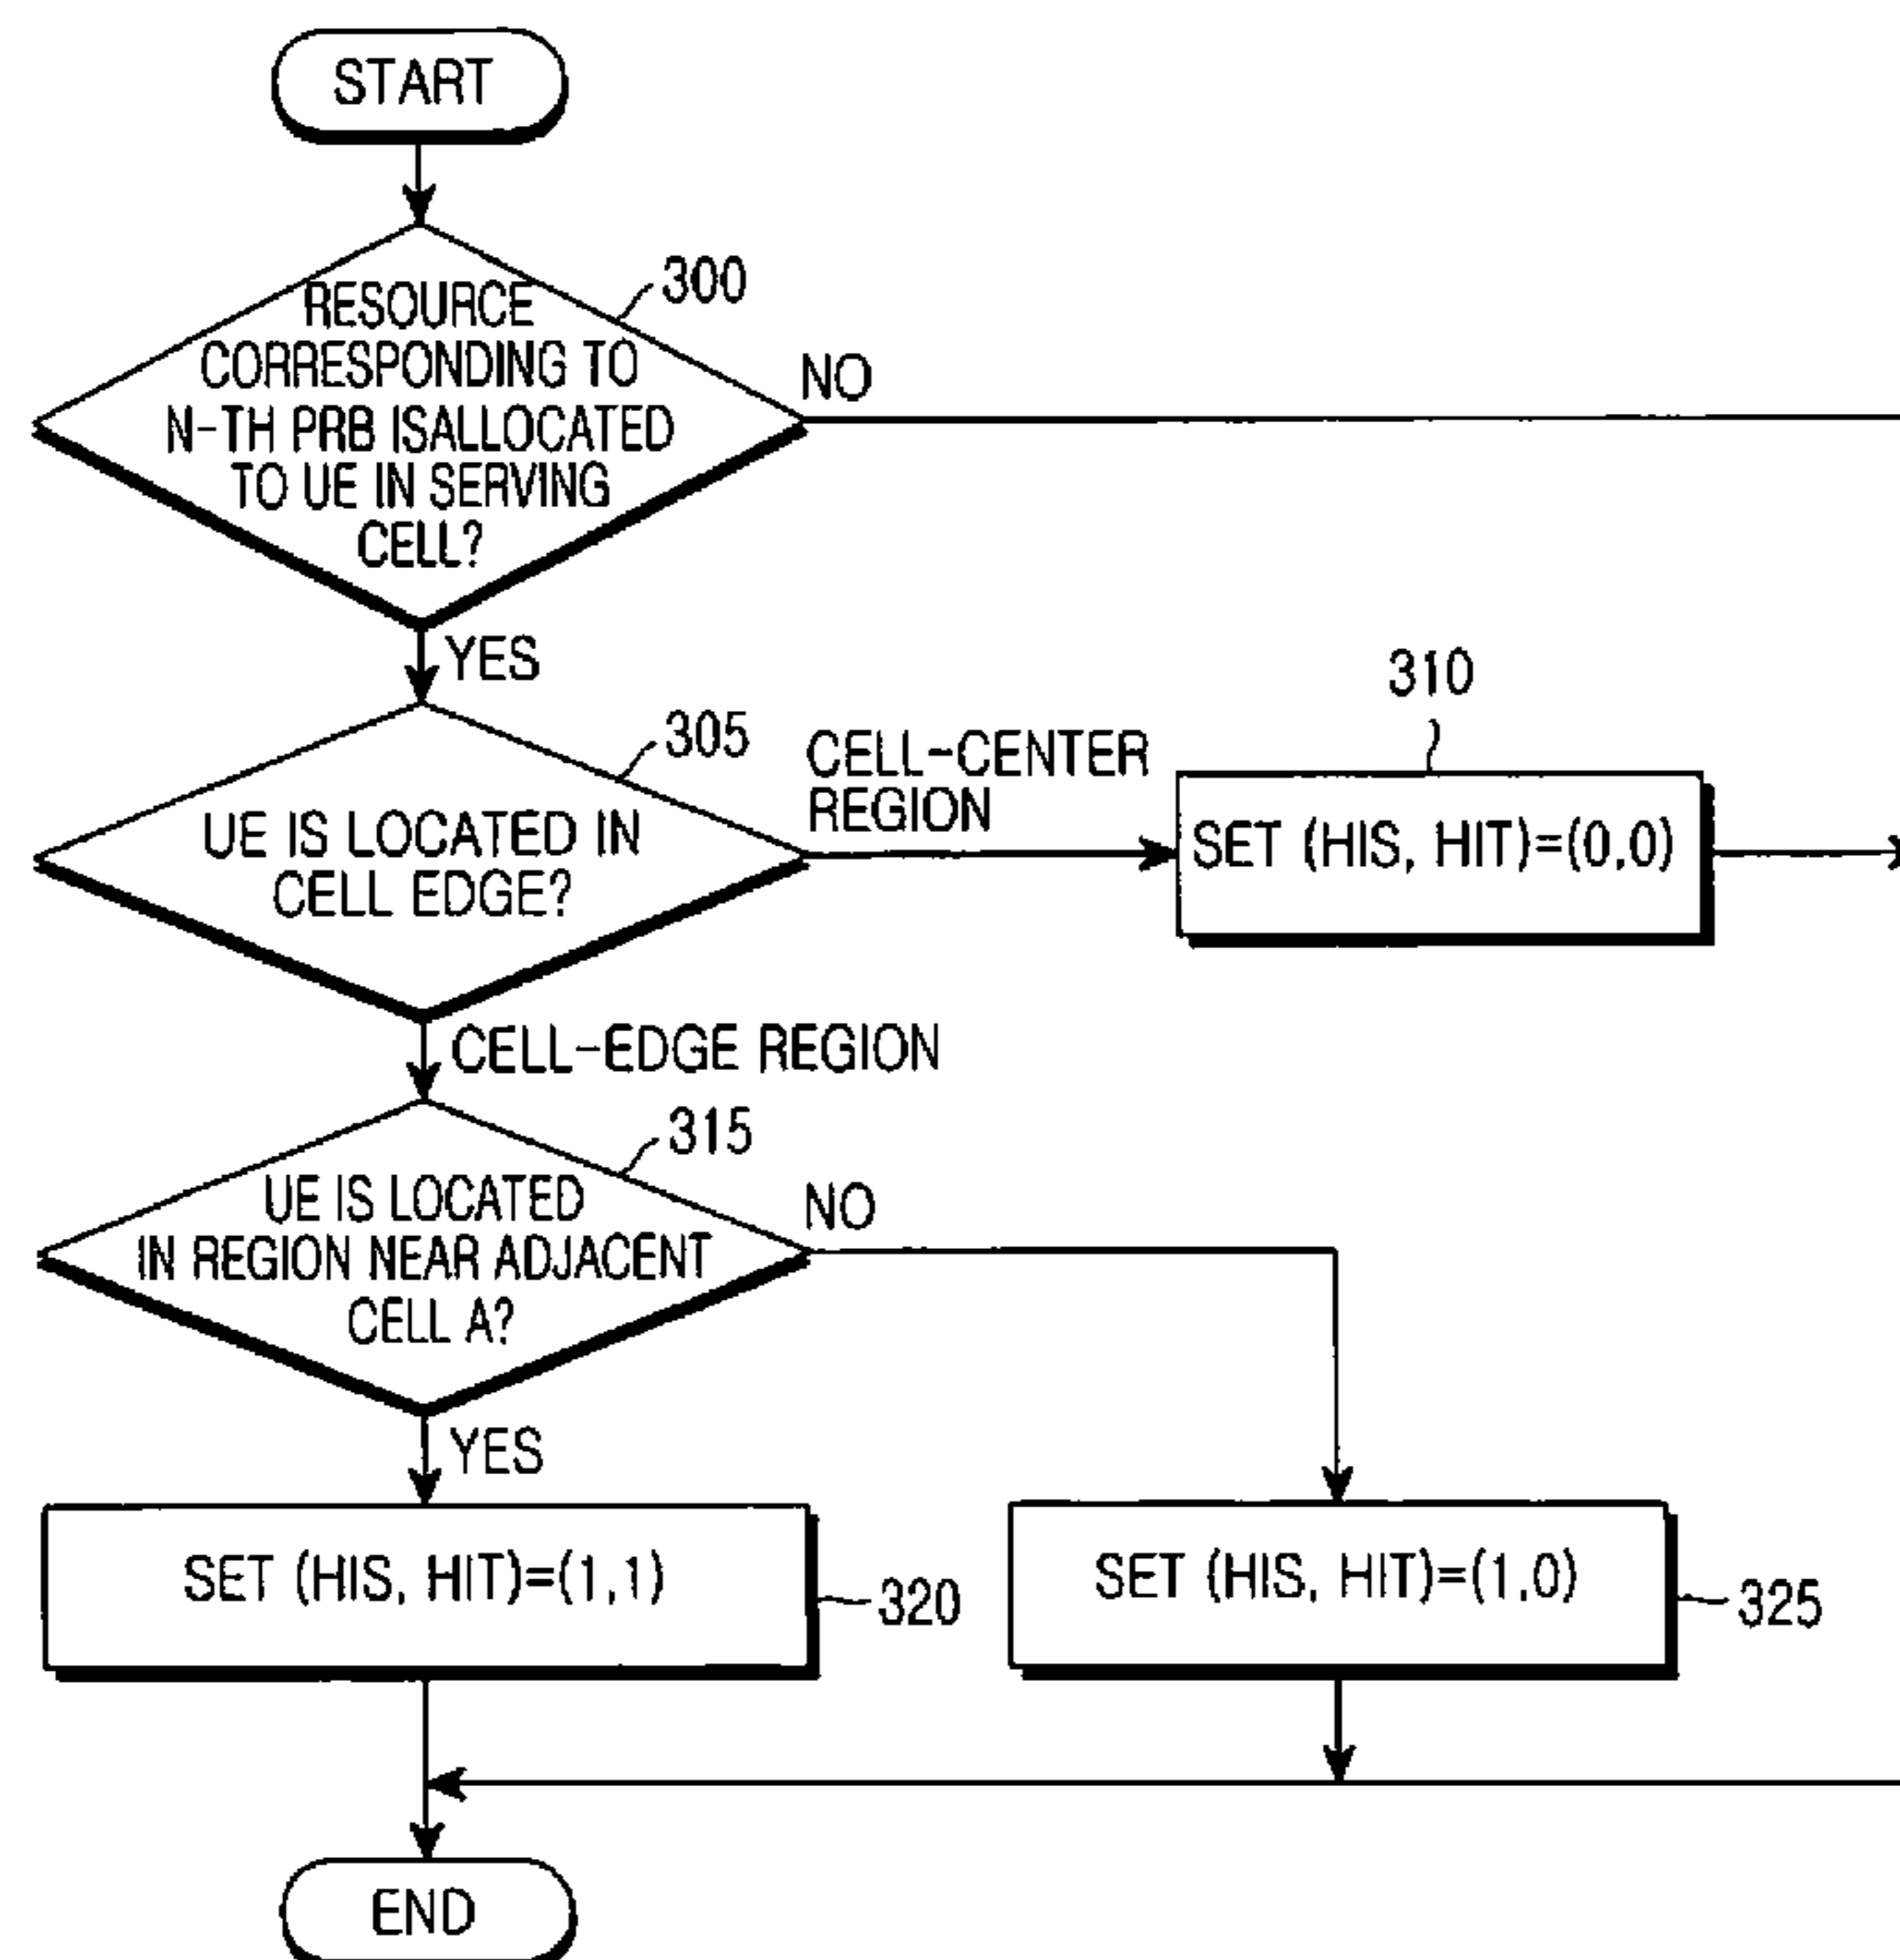 START
300
RESOURCE
CORRESPONDING TO
N-TH PRB ISALLOCATED
TO UE IN SERVING
CELL?
NO
YES
305
UE IS LOCATED IN
CELL EDGE?
CELL-CENTER
REGION
310
SET (HIS, HIT)=(0,0)
CELL-EDGE REGION
315
UE IS LOCATED
IN REGION NEAR ADJACENT
CELL A?
NO
YES
SET (HIS, HIT)=(1,1)
320
SET (HIS, HIT)=(1,0)
325
END